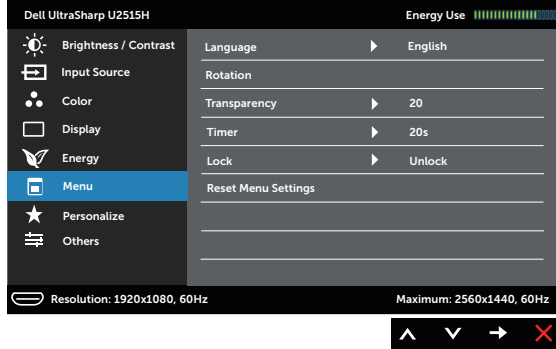 Dell UltraSharp U2515H Energy Use
Brightness / Contrast Language English
Input Source Rotation
Color Transparency 20
Display Timer 20s
Energy Lock Unlock
Menu Reset Menu Settings
Personalize
Others
Resolution: 1920x1080, 60Hz Maximum: 2560x1440, 60Hz